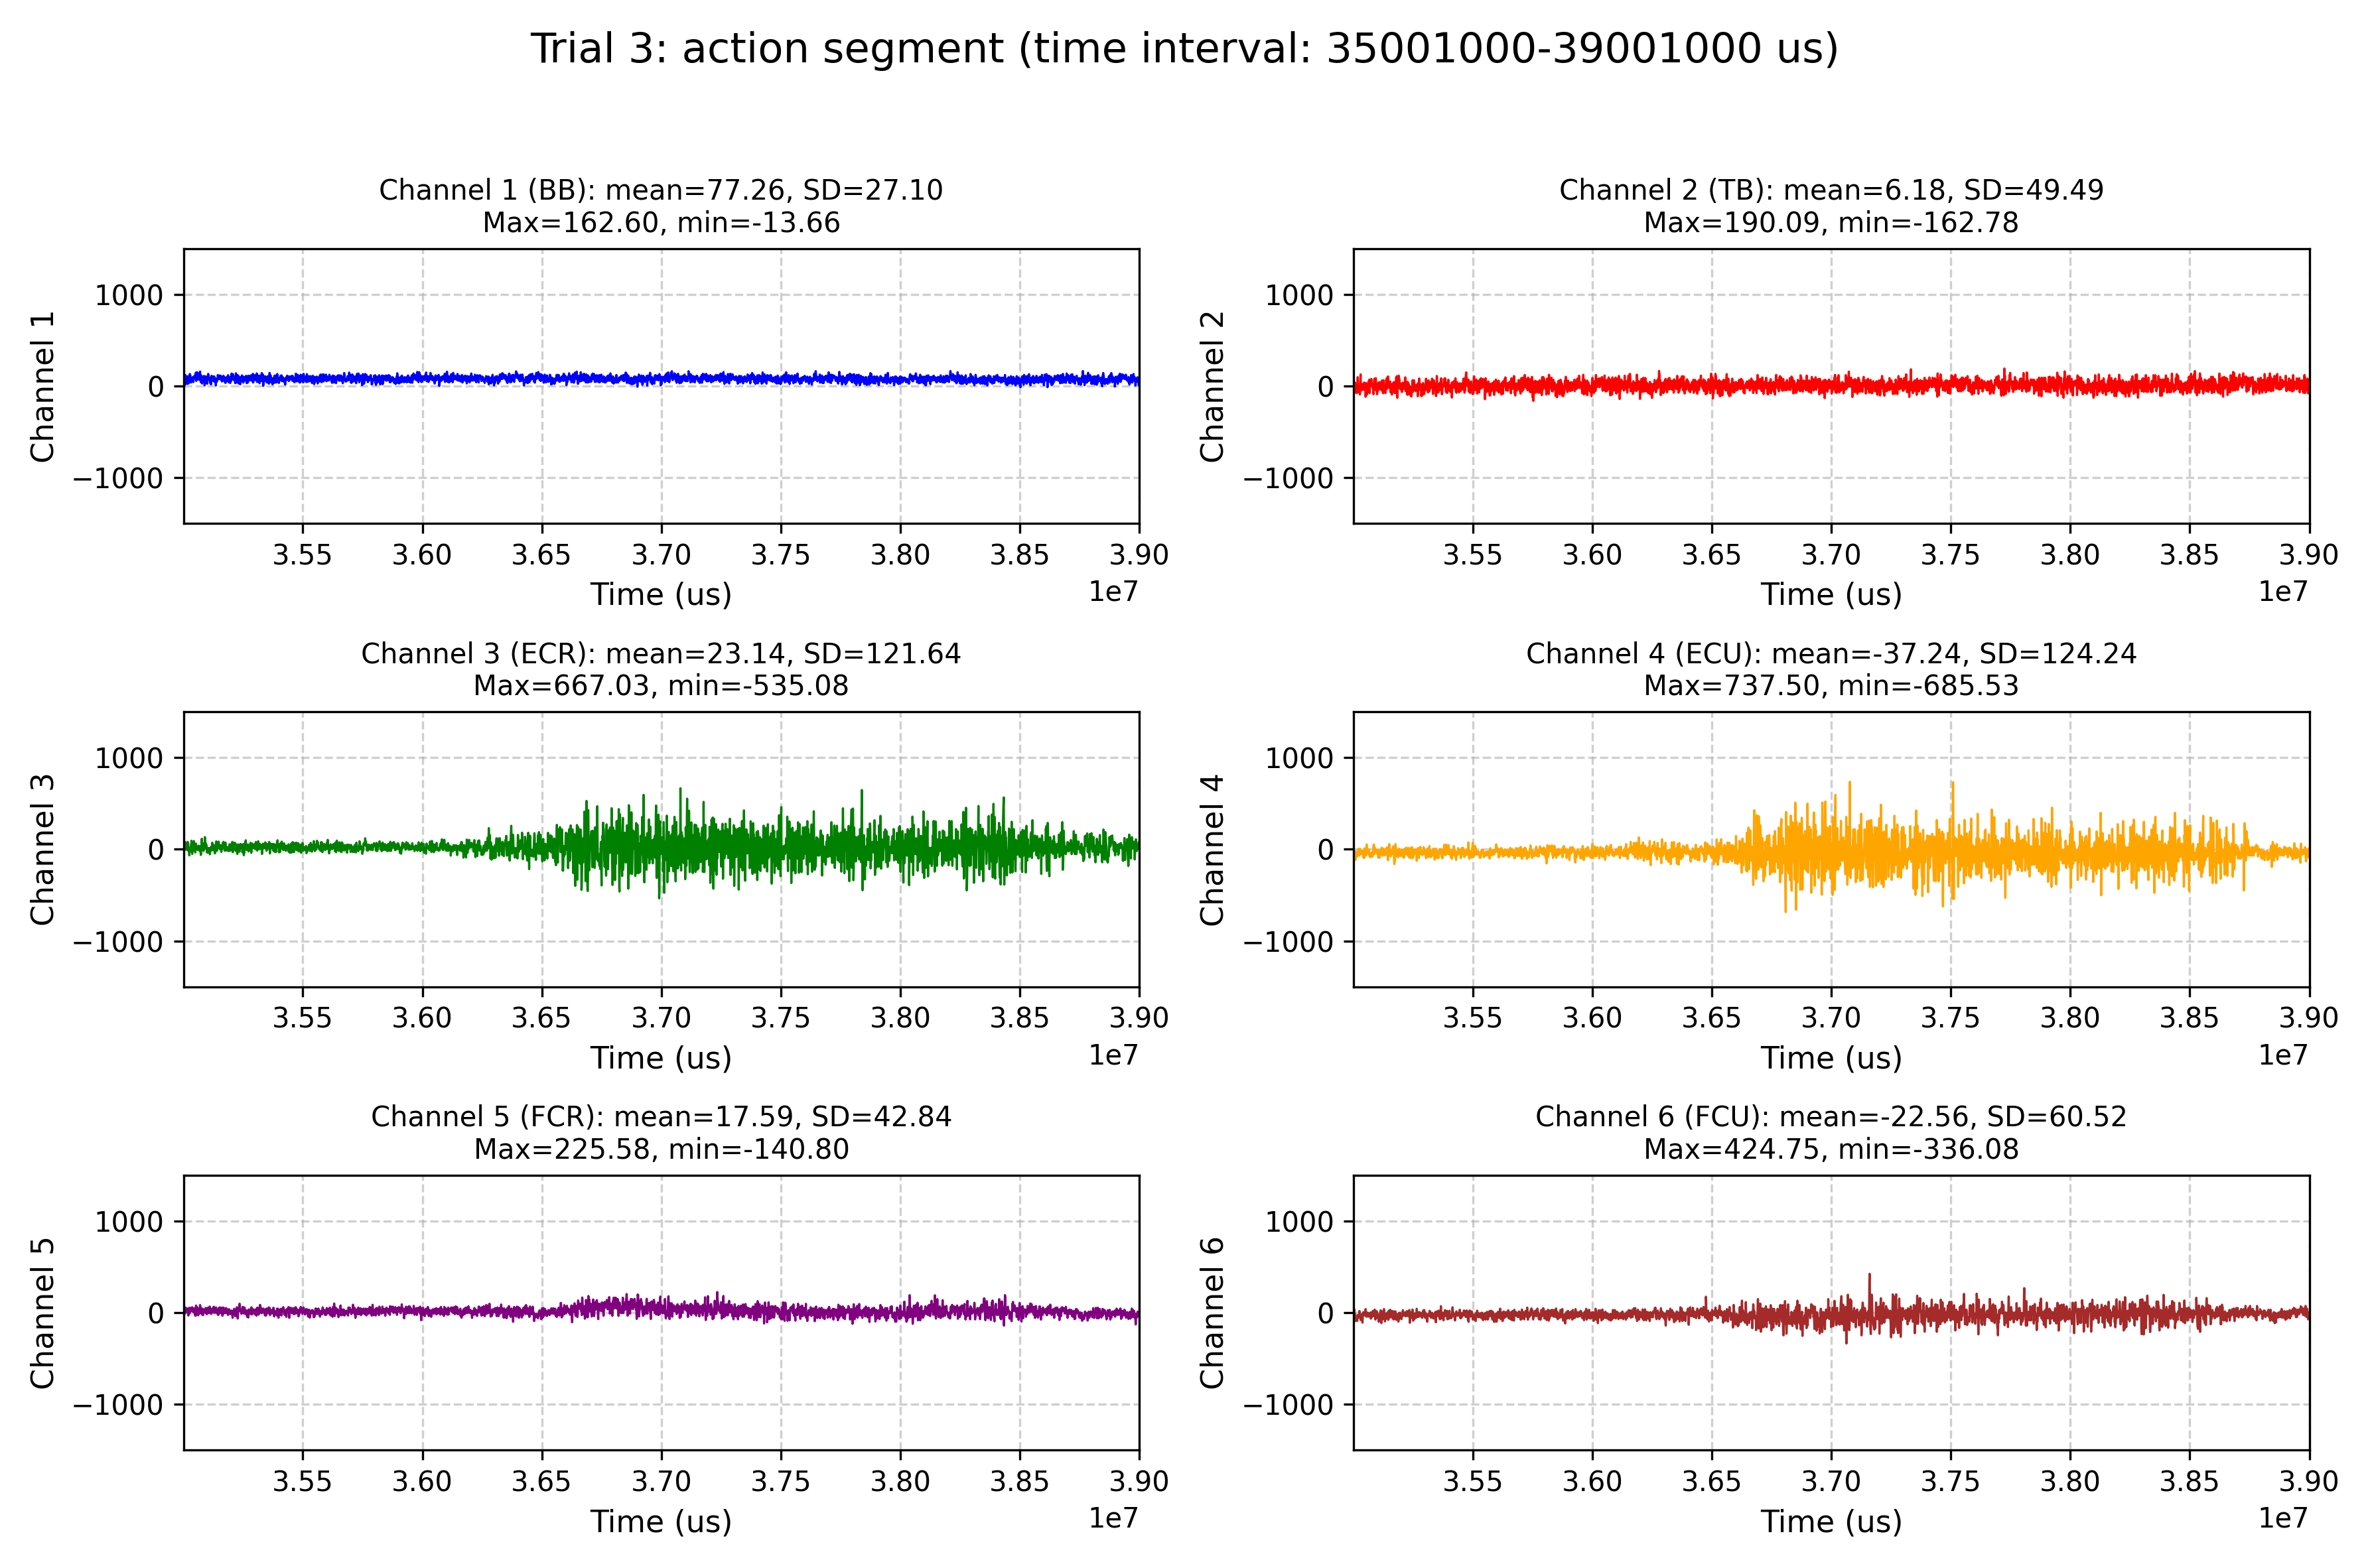 Trial 3: action segment (time interval: 35001000-39001000 us)
Channel 1 (BB): mean=77.26, SD=27.10
Max=162.60, min=-13.66
Channel 1
1000
0
−1000
3.55 3.60 3.65 3.70 3.75 3.80 3.85 3.90
Time (us)
1e7
Channel 2 (TB): mean=6.18, SD=49.49
Max=190.09, min=-162.78
Channel 2
1000
0
−1000
3.55 3.60 3.65 3.70 3.75 3.80 3.85 3.90
Time (us)
1e7
Channel 3 (ECR): mean=23.14, SD=121.64
Max=667.03, min=-535.08
Channel 3
1000
0
−1000
3.55 3.60 3.65 3.70 3.75 3.80 3.85 3.90
Time (us)
1e7
Channel 4 (ECU): mean=-37.24, SD=124.24
Max=737.50, min=-685.53
Channel 4
1000
0
−1000
3.55 3.60 3.65 3.70 3.75 3.80 3.85 3.90
Time (us)
1e7
Channel 5 (FCR): mean=17.59, SD=42.84
Max=225.58, min=-140.80
Channel 5
1000
0
−1000
3.55 3.60 3.65 3.70 3.75 3.80 3.85 3.90
Time (us)
1e7
Channel 6 (FCU): mean=-22.56, SD=60.52
Max=424.75, min=-336.08
Channel 6
1000
0
−1000
3.55 3.60 3.65 3.70 3.75 3.80 3.85 3.90
Time (us)
1e7